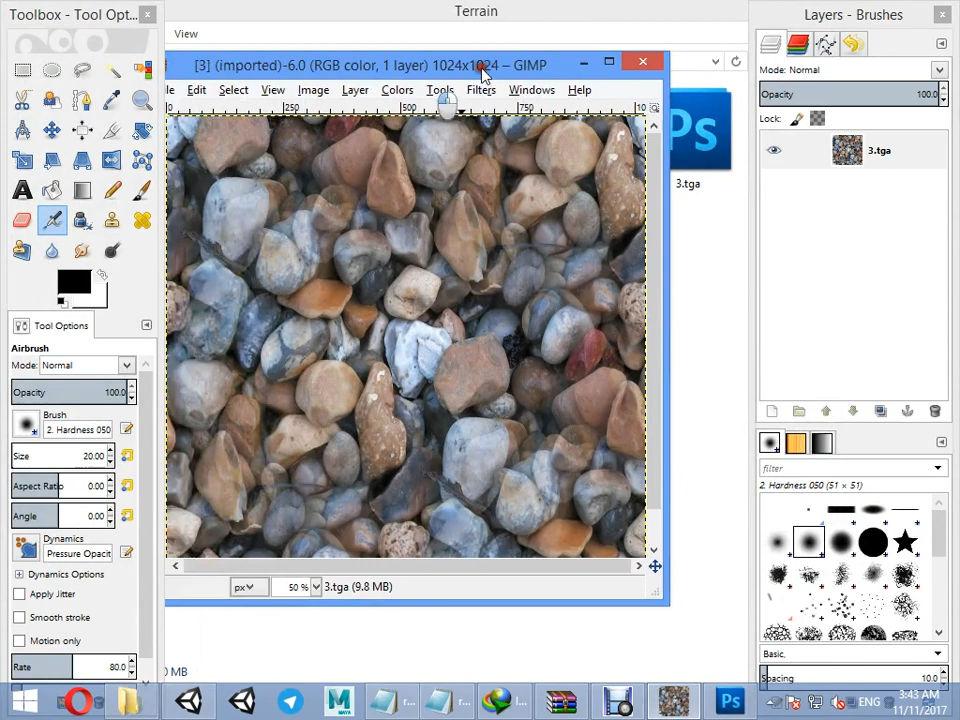 Toolbox - Tool Opt...
Terrain
Layers - Brushes
View
[3] (imported)-6.0 (RGB color, 1 layer) 1024x1024 – GIMP
le Edit Select View Image Layer Colors Tools Filters Windows Help
0 250 500 750 10
Mode: Normal
Opacity 100.0
Lock:
3.tga
Ps
3.tga
Tool Options
Airbrush
Mode: Normal
Opacity 100.0
Brush
2. Hardness 050
Size 20.00
Aspect Ratio 0.00
Angle 0.00
Dynamics
Pressure Opacit
Dynamics Options
Apply Jitter
Smooth stroke
Motion only
Rate 80.0
filter
2. Hardness 050 (51 × 51)
Basic,
Spacing 10.0
px 50 % 3.tga (9.8 MB)
MB
r... r... I...
Ps
ENG
3:43 AM
11/11/2017